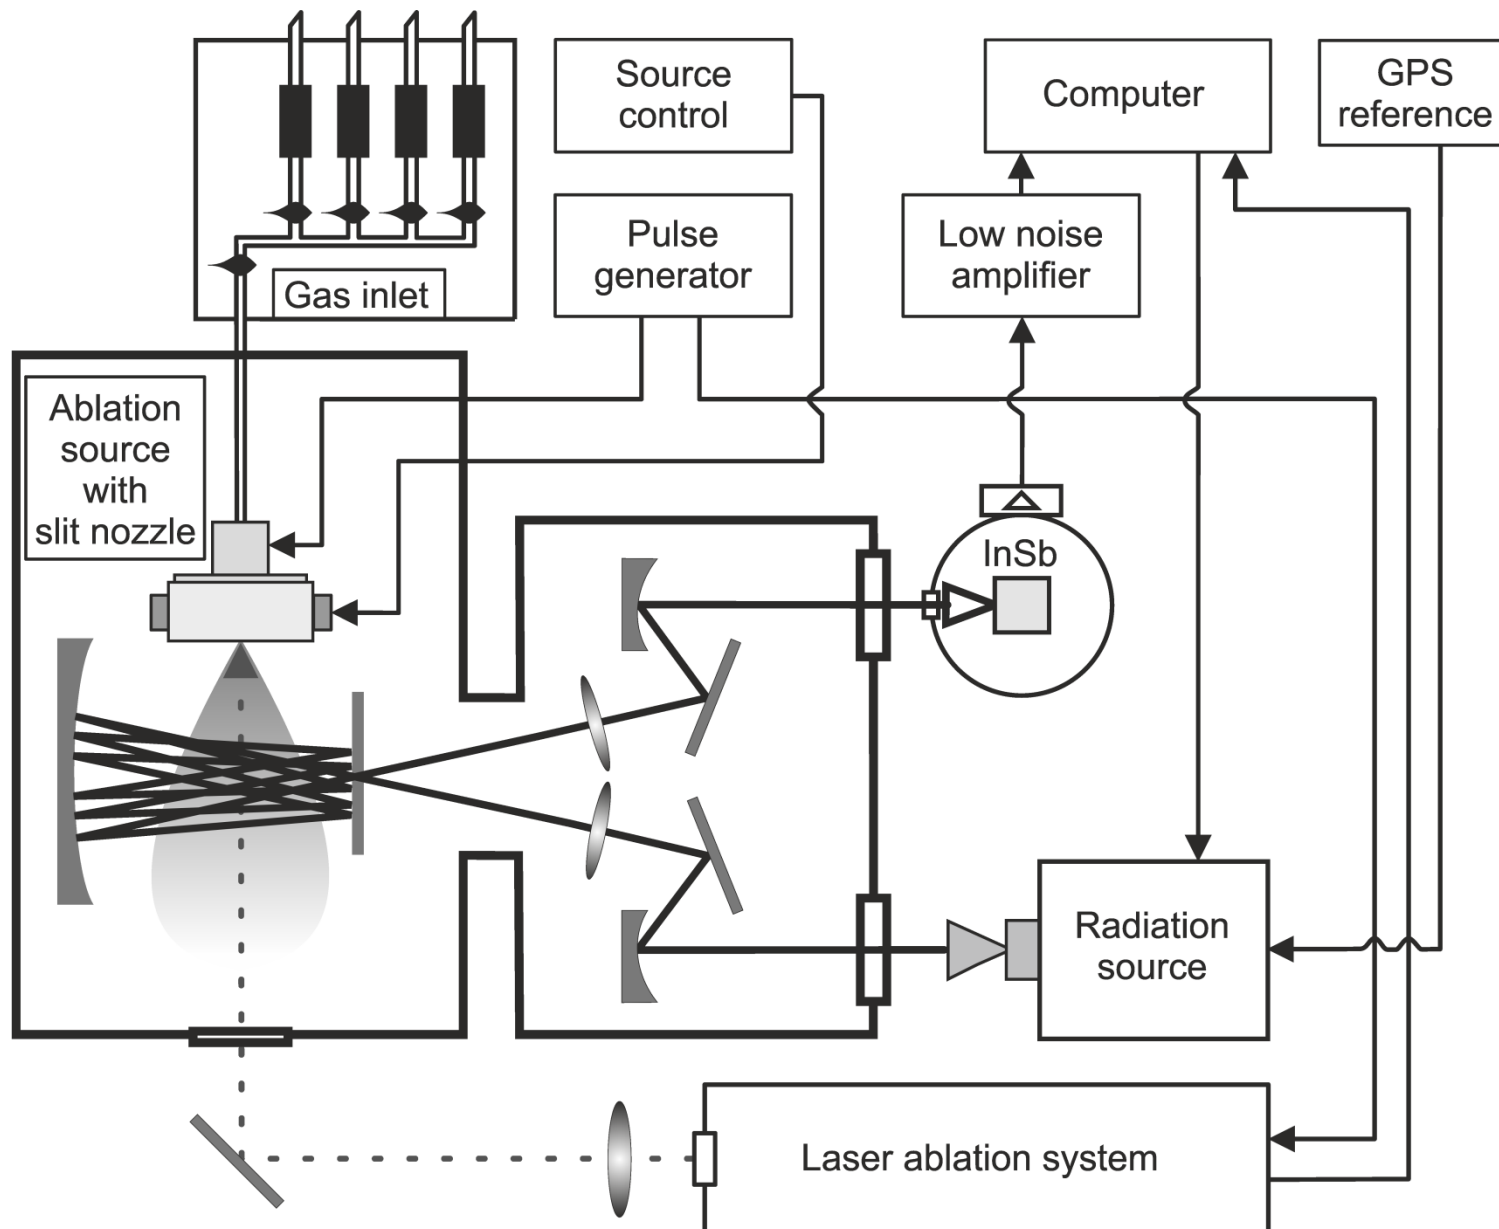 Source
control
Computer
GPS
reference
Pulse
generator
Low noise
amplifier
Gas inlet
Ablation
source
with
slit nozzle
InSb
Radiation
source
Laser ablation system